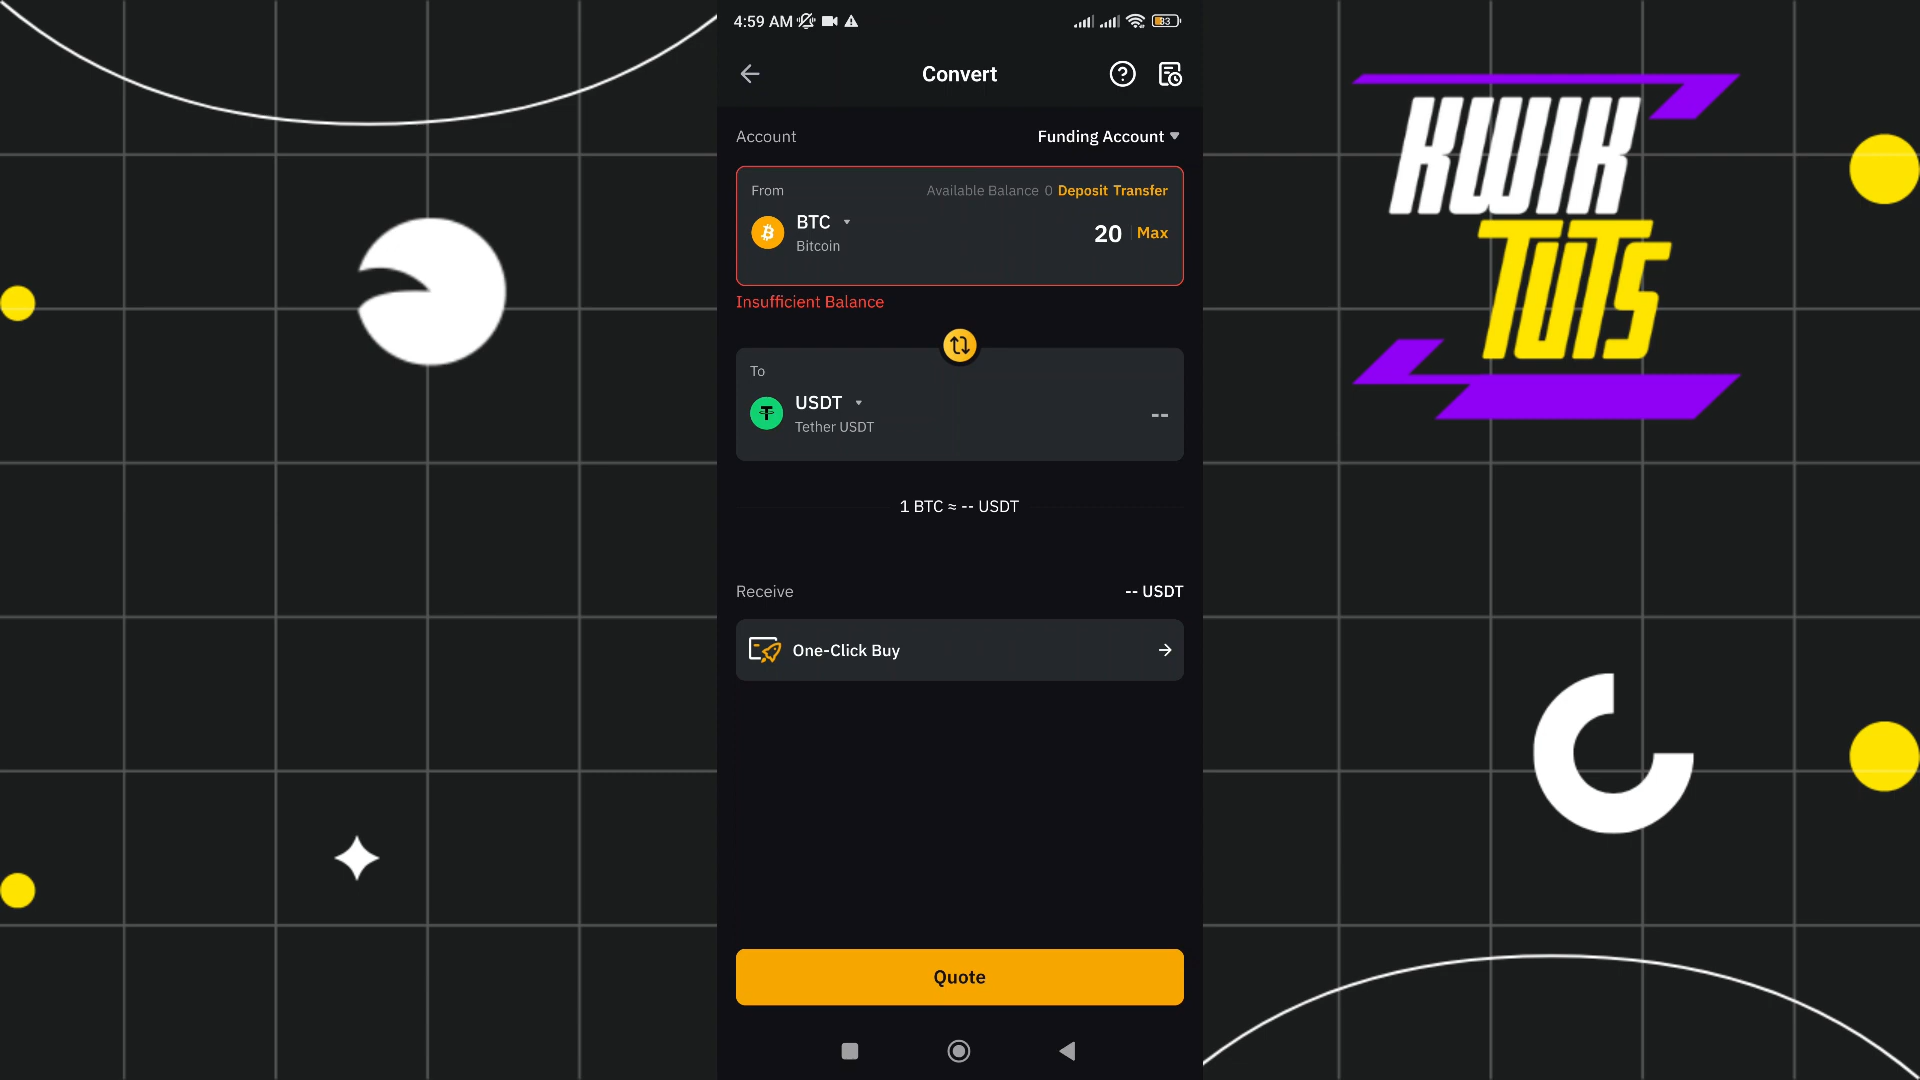 4:59 AM
83
Convert
Account
Funding Account
From
Available Balance 0 Deposit Transfer
BTC
Bitcoin
20
Max
Insufficient Balance
To
USDT
Tether USDT
--
1 BTC ≈ -- USDT
Receive
-- USDT
One-Click Buy
Quote
KWIK
TUTS